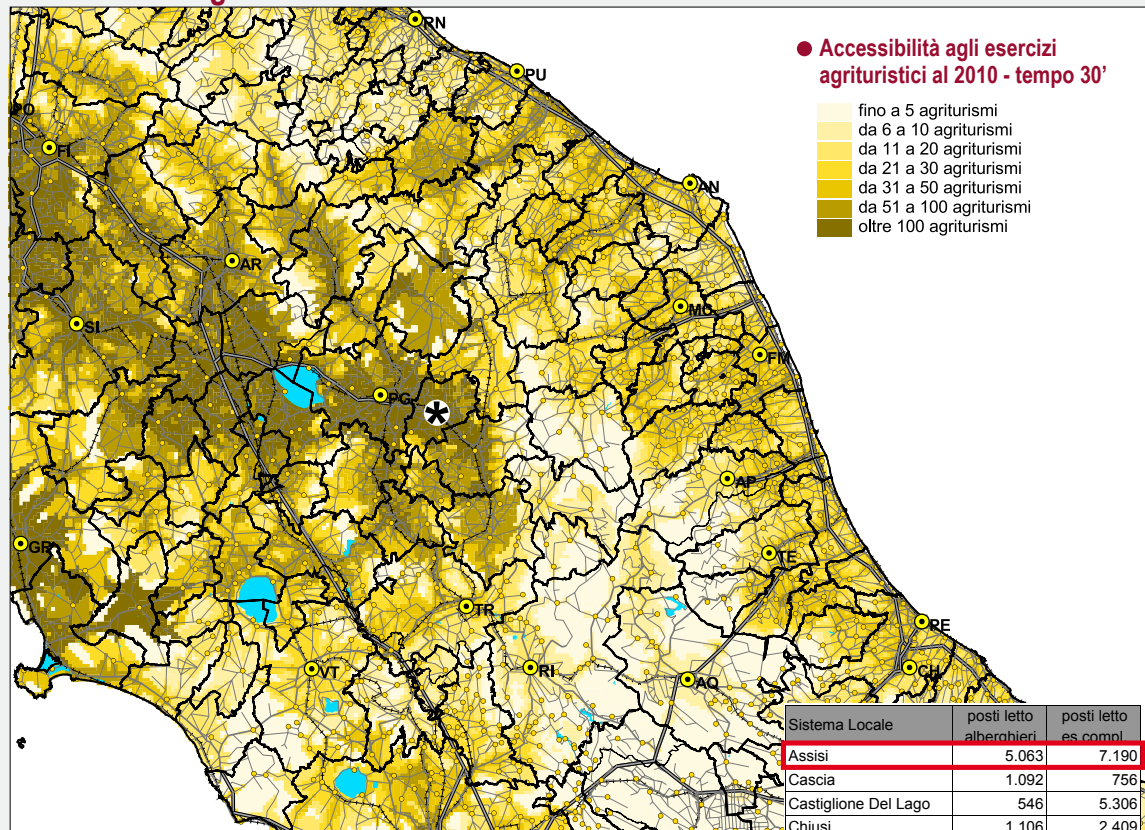 RN
● Accessibilità agli esercizi
agrituristici al 2010 - tempo 30'
PU
fino a 5 agriturismi
da 6 a 10 agriturismi
da 11 a 20 agriturismi
da 21 a 30 agriturismi
da 31 a 50 agriturismi
da 51 a 100 agriturismi
oltre 100 agriturismi
PO
FI
AN
AR
MC
SI
FM
PG
*
AP
GR
TE
TR
PE
VT
RI
AQ
CH
Sistema Locale posti letto alberghieri posti letto es compl
Assisi 5.063 7.190
Cascia 1.092 756
Castiglione Del Lago 546 5.306
Chiusi 1.106 2.409